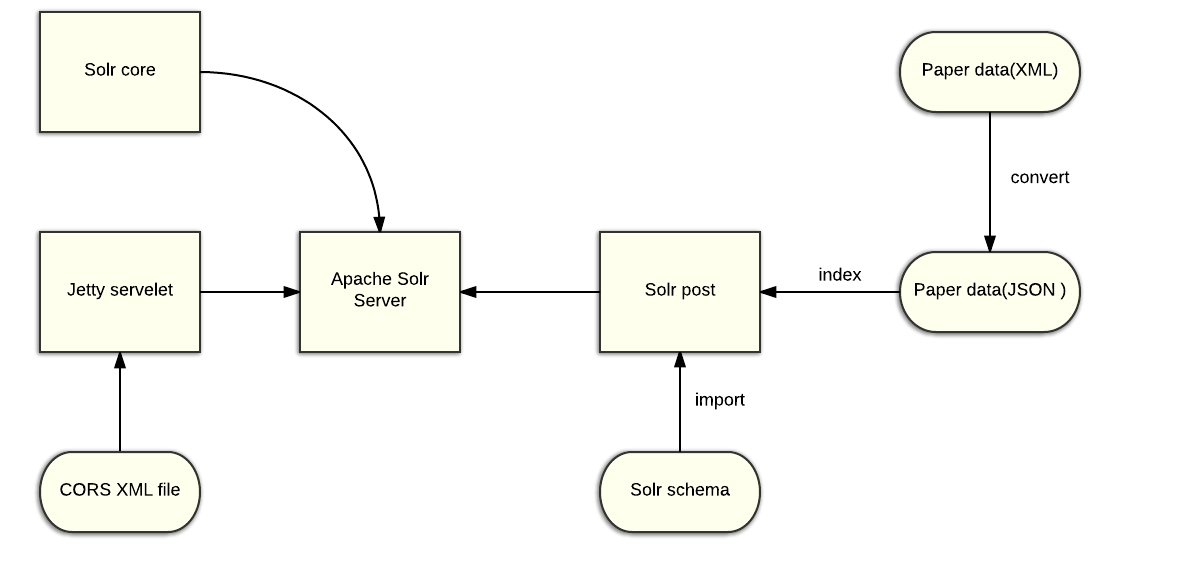 Solr core
Paper data(XML)
convert
Jetty servelet
Apache Solr
Server
Solr post
index
Paper data(JSON )
import
CORS XML file
Solr schema